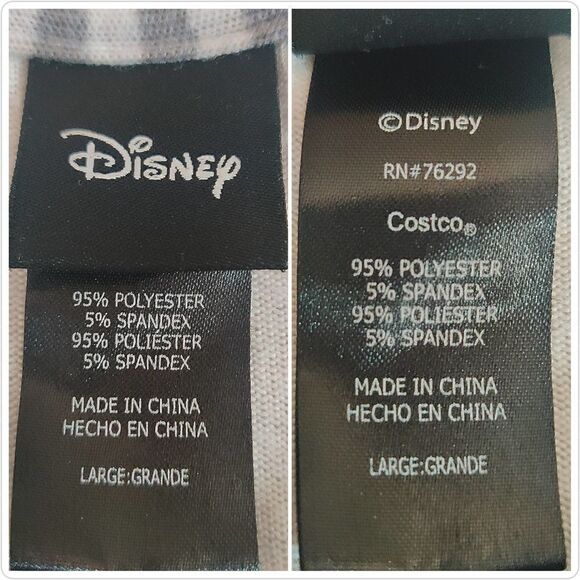 Disney
95% POLYESTER
5% SPANDEX
95% POLIÉSTER
5% SPANDEX
MADE IN CHINA
HECHO EN CHINA
LARGE:GRANDE
©Disney
RN#76292
Costco®
95% POLYESTER
5% SPANDEX
95% POLIÉSTER
5% SPANDEX
MADE IN CHINA
HECHO EN CHINA
LARGE:GRANDE